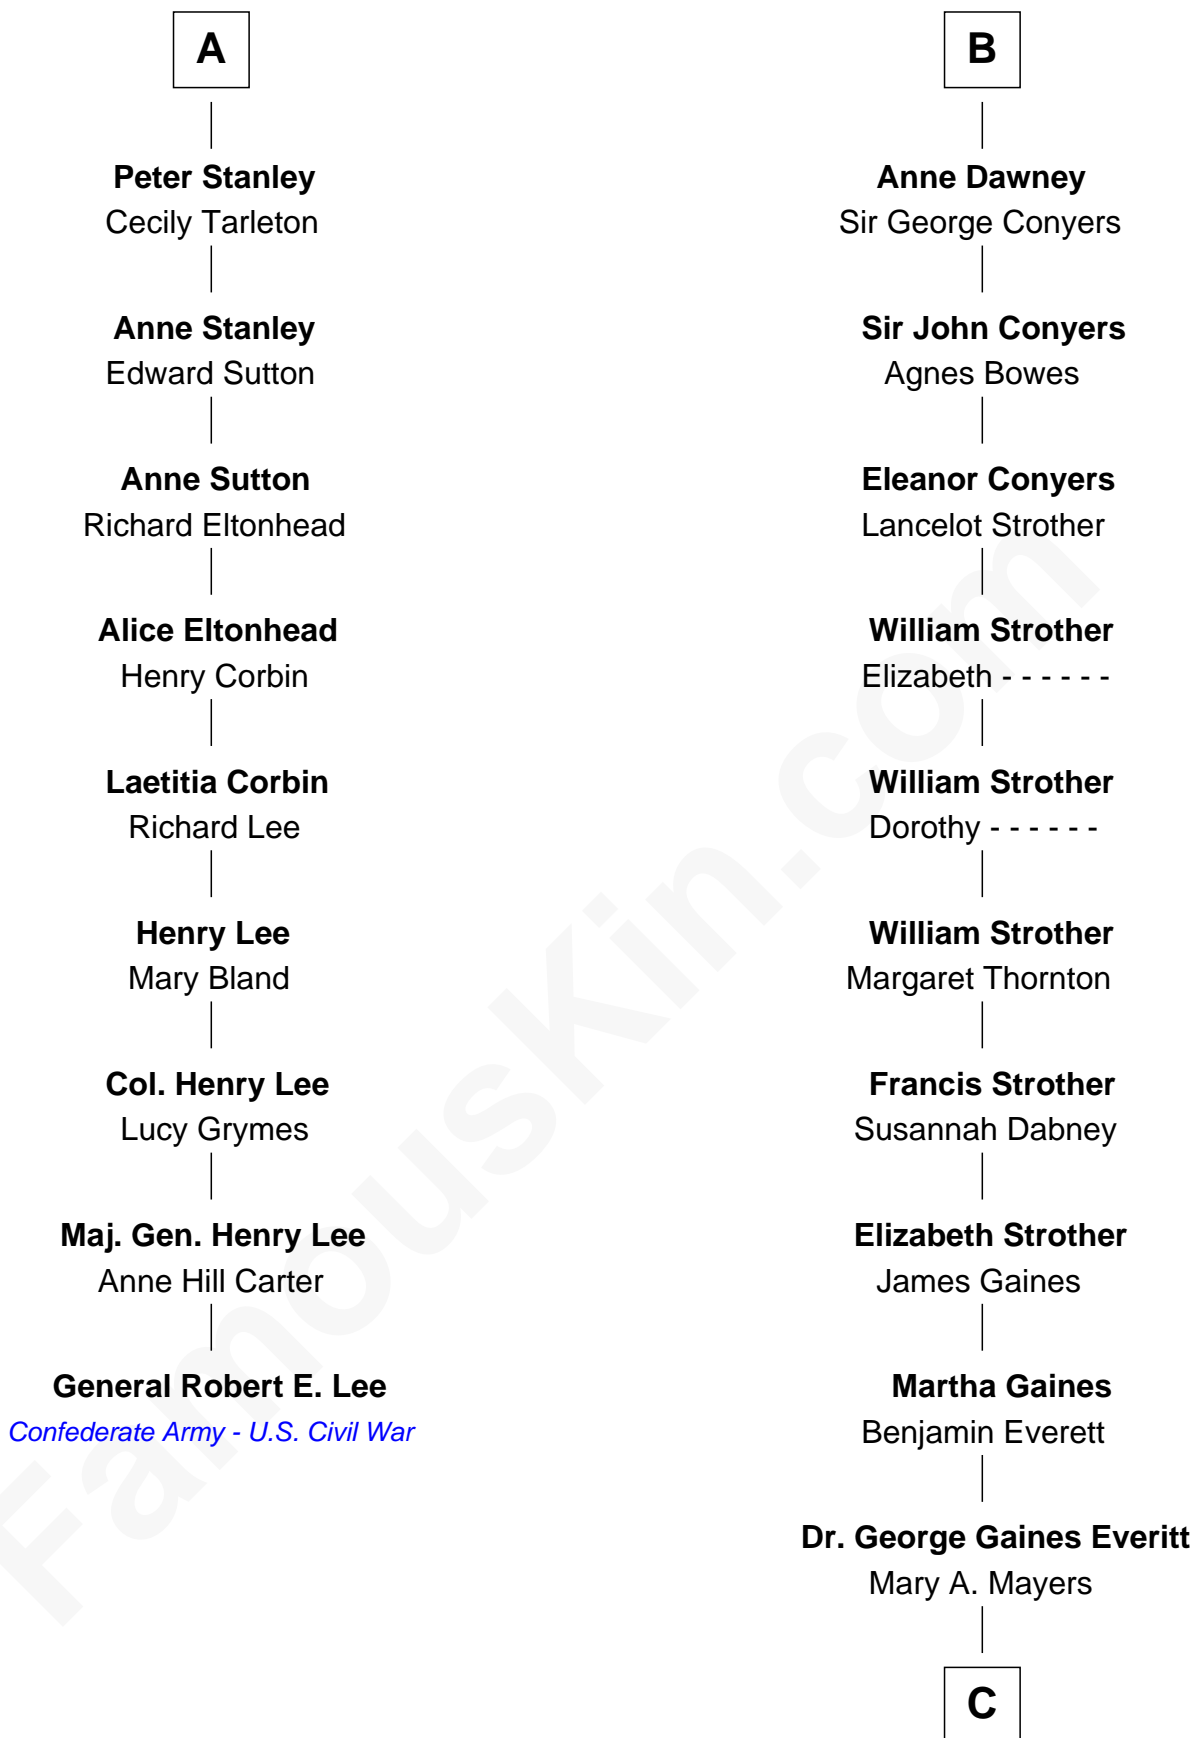 A
Peter Stanley
Cecily Tarleton
Anne Stanley
Edward Sutton
Anne Sutton
Richard Eltonhead
Alice Eltonhead
Henry Corbin
Laetitia Corbin
Richard Lee
Henry Lee
Mary Bland
Col. Henry Lee
Lucy Grymes
Maj. Gen. Henry Lee
Anne Hill Carter
General Robert E. Lee
Confederate Army - U.S. Civil War
B
Anne Dawney
Sir George Conyers
Sir John Conyers
Agnes Bowes
Eleanor Conyers
Lancelot Strother
William Strother
Elizabeth - - - - - -
William Strother
Dorothy - - - - - -
William Strother
Margaret Thornton
Francis Strother
Susannah Dabney
Elizabeth Strother
James Gaines
Martha Gaines
Benjamin Everett
Dr. George Gaines Everitt
Mary A. Mayers
C
FamousKin.com